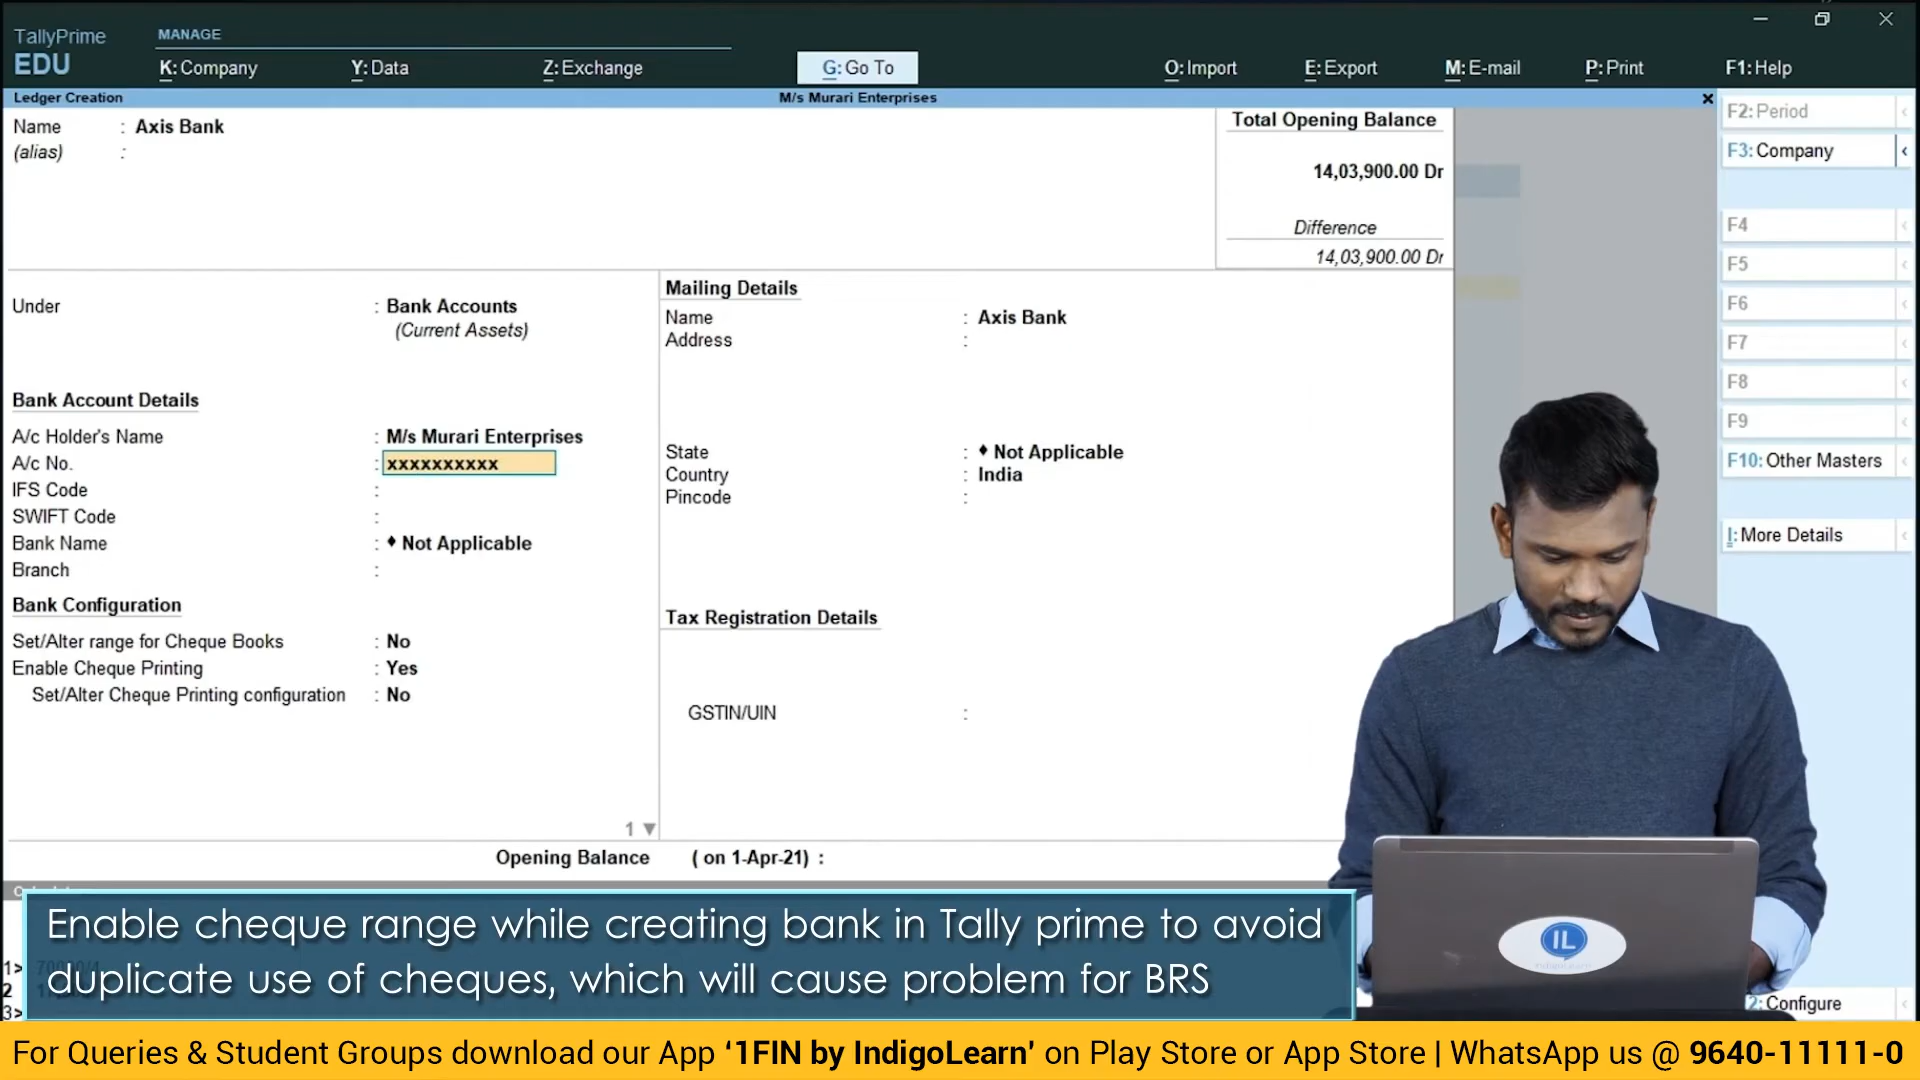 TallyPrime
EDU
MANAGE
K: Company
Y: Data
Z: Exchange
G: Go To
O: Import
E: Export
M: E-mail
P: Print
F1: Help
Ledger Creation
M/s Murari Enterprises
Name : Axis Bank
(alias) :
Total Opening Balance
14,03,900.00 Dr
Difference
14,03,900.00 Dr
Under : Bank Accounts
(Current Assets)
Bank Account Details
A/c Holder's Name : M/s Murari Enterprises
A/c No. : xxxxxxxxxx
IFS Code :
SWIFT Code :
Bank Name : ♦ Not Applicable
Branch :
Bank Configuration
Set/Alter range for Cheque Books : No
Enable Cheque Printing : Yes
Set/Alter Cheque Printing configuration : No
1 ▼
Mailing Details
Name : Axis Bank
Address :
State : ♦ Not Applicable
Country : India
Pincode :
Tax Registration Details
GSTIN/UIN :
Opening Balance ( on 1-Apr-21) :
F2: Period
F3: Company
F4
F5
F6
F7
F8
F9
F10: Other Masters
I: More Details
2: Configure
1>
2
3>
IL
Enable cheque range while creating bank in Tally prime to avoid
duplicate use of cheques, which will cause problem for BRS
For Queries & Student Groups download our App ‘1FIN by IndigoLearn' on Play Store or App Store | WhatsApp us @ 9640-11111-0